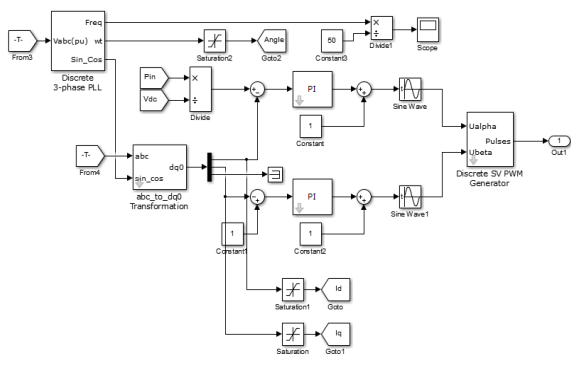 -T-
From3
Vabc(pu)
Freq
wt
Sin_Cos
Discrete
3-phase PLL
Saturation2
Angle
Goto2
50
Constant3
×
÷
Divide1
Scope
Pin
Vdc
×
÷
Divide
+
−
PI
1
Constant
+
+
t
Sine Wave
Ualpha
Pulses
Ubeta
Discrete SV PWM
Generator
1
Out1
-T-
From4
abc
sin_cos
dq0
abc_to_dq0
Transformation
+
+
1
Constant1
PI
1
Constant2
+
+
t
Sine Wave1
Saturation1
Id
Goto
Saturation
Iq
Goto1